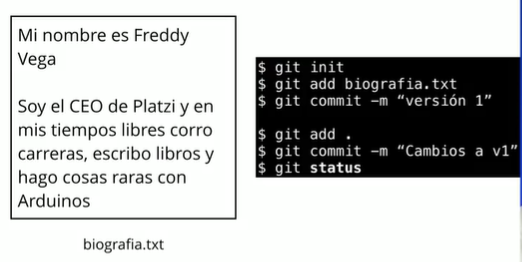 Mi nombre es Freddy
Vega
Soy el CEO de Platzi y en
mis tiempos libres corro
carreras, escribo libros y
hago cosas raras con
Arduinos
biografia.txt
$ git init
$ git add biografia.txt
$ git commit -m “versión 1”
$ git add .
$ git commit -m “Cambios a v1”
$ git status